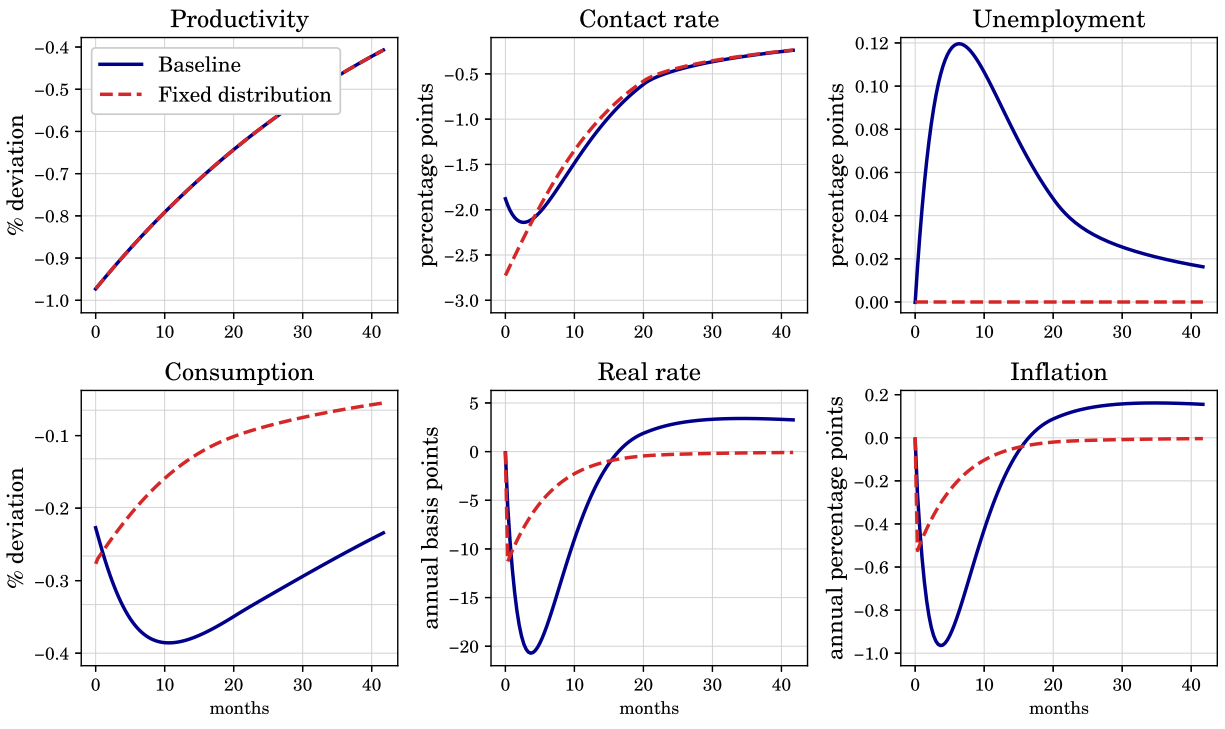 Productivity
% deviation
−0.4
−0.5
−0.6
−0.7
−0.8
−0.9
−1.0
Baseline
Fixed distribution
0 10 20 30 40
Contact rate
percentage points
−0.5
−1.0
−1.5
−2.0
−2.5
−3.0
0 10 20 30 40
Unemployment
percentage points
0.12
0.10
0.08
0.06
0.04
0.02
0.00
0 10 20 30 40
Consumption
% deviation
−0.1
−0.2
−0.3
−0.4
0 10 20 30 40
months
Real rate
annual basis points
5
0
−5
−10
−15
−20
0 10 20 30 40
months
Inflation
annual percentage points
0.2
0.0
−0.2
−0.4
−0.6
−0.8
−1.0
0 10 20 30 40
months